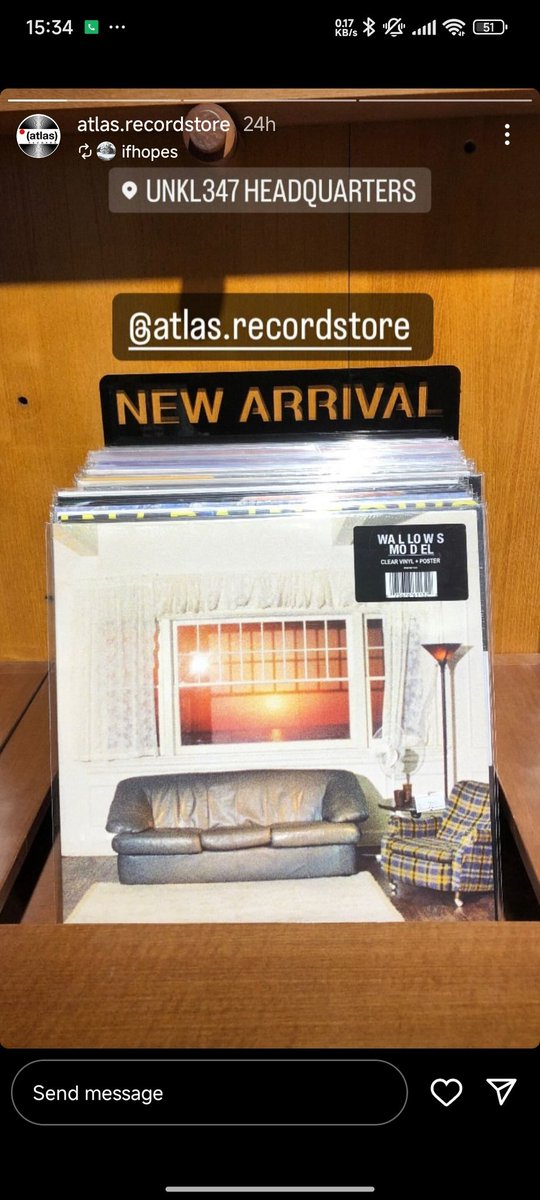 15:34
0.17
KB/s
51
(atlas)
atlas.recordstore 24h
ifhopes
UNKL347 HEADQUARTERS
@atlas.recordstore
NEW ARRIVAL
WALLOWS
MODEL
CLEAR VINYL + POSTER
Send message